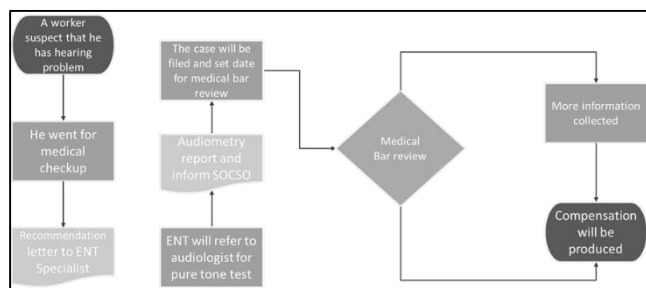 A worker
suspect that he
has hearing
problem
He went for
medical
checkup
Recommendation
letter to ENT
Specialist
ENT will refer to
audiologist for
pure tone test
Audiometry
report and
inform SOCSO
The case will be
filed and set date
for medical bar
review
Medical
Bar review
More information
collected
Compensation
will be
produced